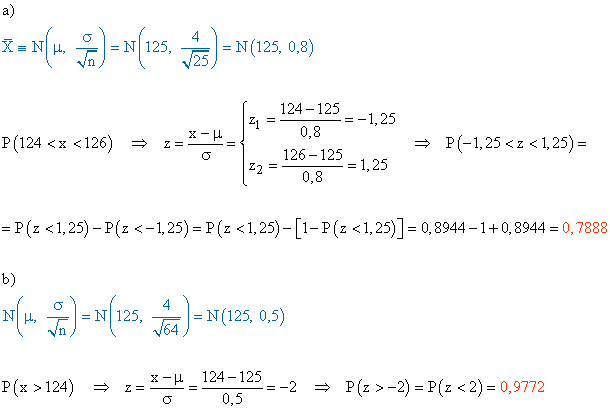 a)
X̄ ≡ N(μ, σ/√n) = N(125, 4/√25) = N(125, 0,8)
P(124 < x < 126) ⇒ z = (x − μ)/σ = { z₁ = (124 − 125)/0,8 = −1,25 ; z₂ = (126 − 125)/0,8 = 1,25 ⇒ P(−1,25 < z < 1,25) =
= P(z < 1,25) − P(z < −1,25) = P(z < 1,25) − [1 − P(z < 1,25)] = 0,8944 − 1 + 0,8944 = 0,7888
b)
N(μ, σ/√n) = N(125, 4/√64) = N(125, 0,5)
P(x > 124) ⇒ z = (x − μ)/σ = (124 − 125)/0,5 = −2 ⇒ P(z > −2) = P(z < 2) = 0,9772